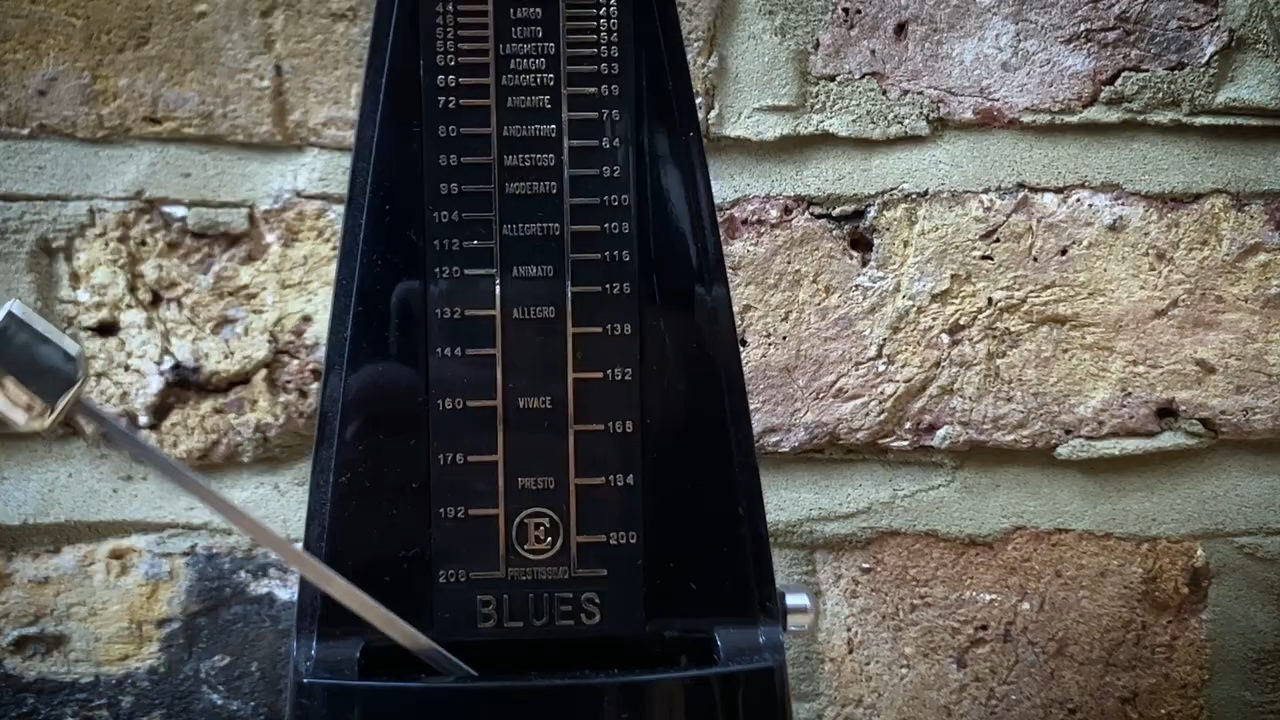 44 LARGO 46
48 50
52 LENTO 54
56 LARGHETTO 58
60 ADAGIO 63
66 ADAGIETTO 69
72 ANDANTE 76
80 ANDANTINO 84
88 MAESTOSO 92
96 MODERATO 100
104 ALLEGRETTO 108
112 116
120 ANIMATO 126
132 ALLEGRO 138
144 152
160 VIVACE 168
176 PRESTO 184
192 E 200
208 PRESTISSIMO
BLUES